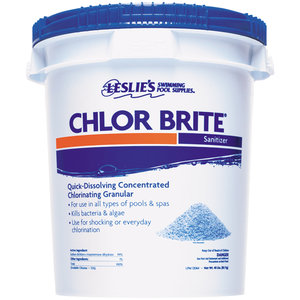 LESLIE'S
SWIMMING
POOL SUPPLIES
CHLOR BRITE®
Sanitizer
Quick-Dissolving Concentrated
Chlorinating Granular
• For use in all types of pools & spas
• Kills bacteria & algae
• Use for shocking or everyday
chlorination
DANGER